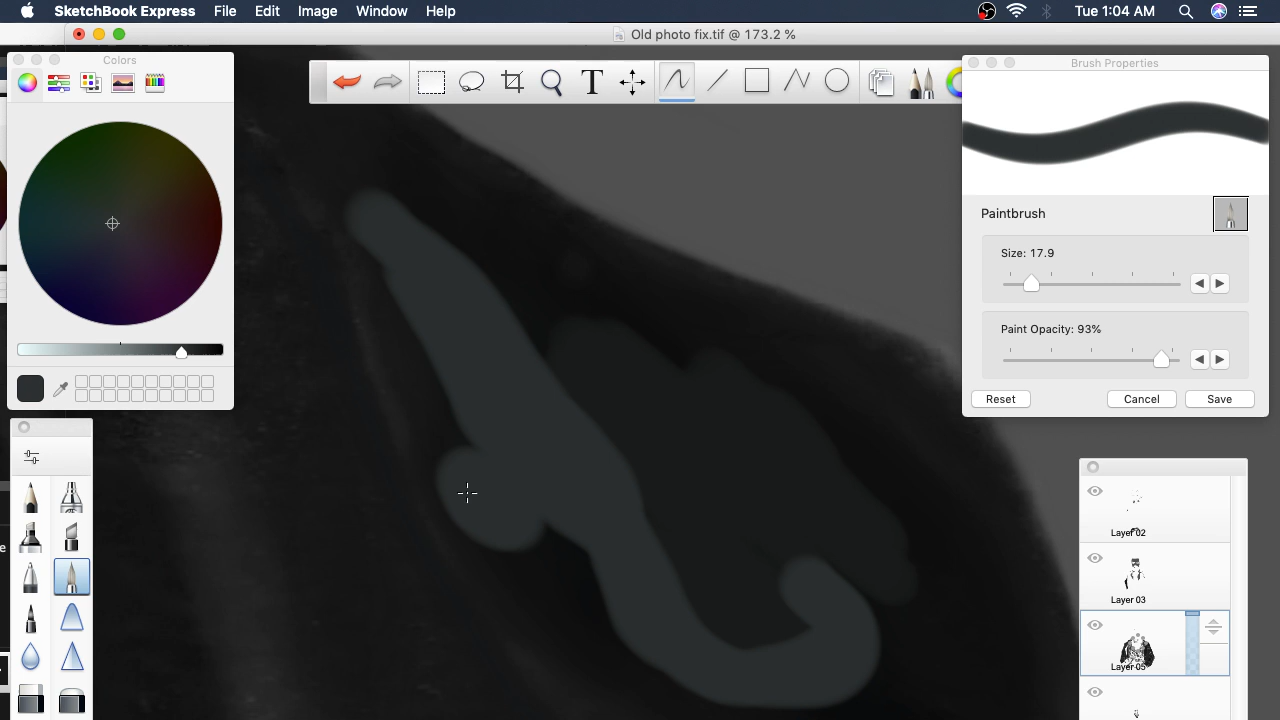 SketchBook Express File Edit Image Window Help Tue 1:04 AM
Old photo fix.tif @ 173.2 %
Colors
T
Brush Properties
Paintbrush
Size: 17.9
Paint Opacity: 93%
Reset Cancel Save
Layer 02
Layer 03
Layer 05
e